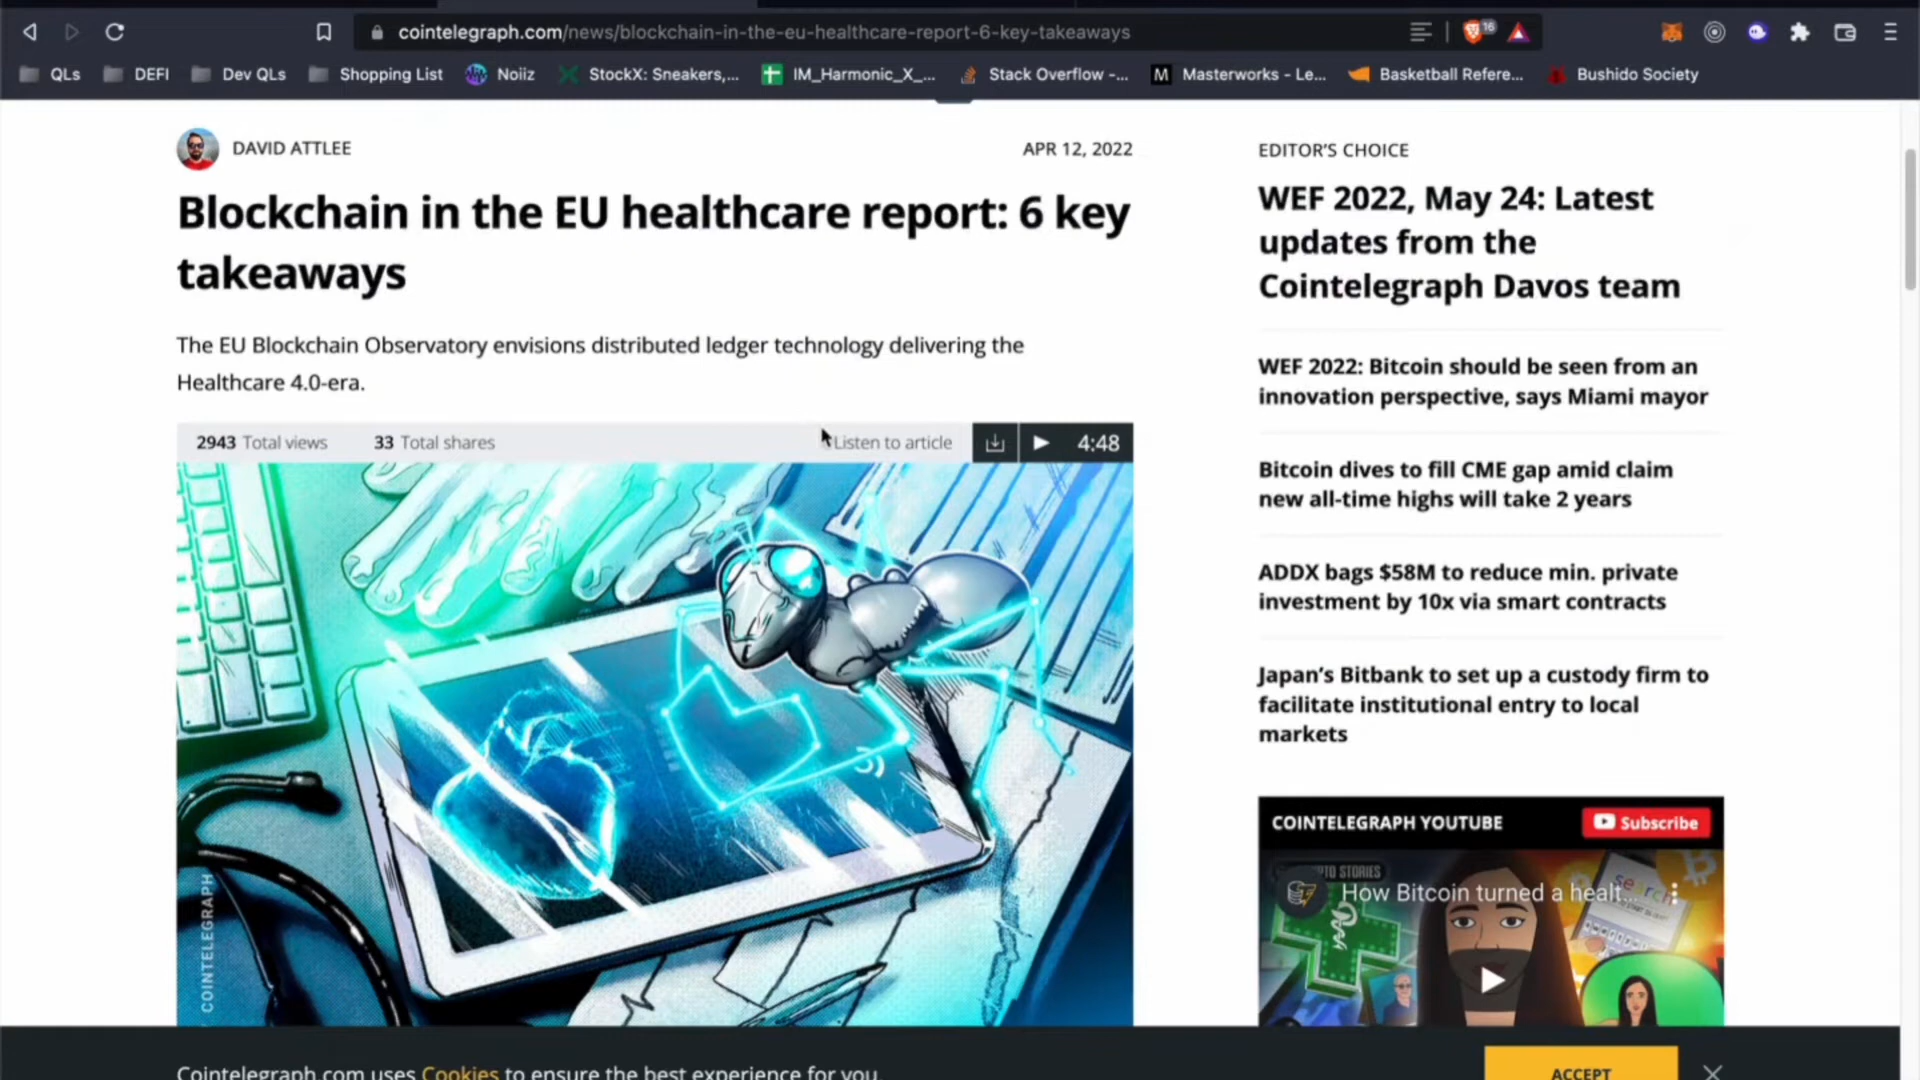 cointelegraph.com/news/blockchain-in-the-eu-healthcare-report-6-key-takeaways
16
QLs
DEFI
Dev QLs
Shopping List
Noiiz
StockX: Sneakers,...
IM_Harmonic_X_...
Stack Overflow -...
M
Masterworks - Le...
Basketball Refere...
Bushido Society
DAVID ATTLEE
APR 12, 2022
Blockchain in the EU healthcare report: 6 key
takeaways
The EU Blockchain Observatory envisions distributed ledger technology delivering the
Healthcare 4.0-era.
2943 Total views
33 Total shares
Listen to article
4:48
COINTELEGRAPH
EDITOR'S CHOICE
WEF 2022, May 24: Latest
updates from the
Cointelegraph Davos team
WEF 2022: Bitcoin should be seen from an
innovation perspective, says Miami mayor
Bitcoin dives to fill CME gap amid claim
new all-time highs will take 2 years
ADDX bags $58M to reduce min. private
investment by 10x via smart contracts
Japan's Bitbank to set up a custody firm to
facilitate institutional entry to local
markets
COINTELEGRAPH YOUTUBE
Subscribe
STORIES
How Bitcoin turned a healt...
search
Cointelegraph.com uses Cookies to ensure the best experience for you
ACCEPT